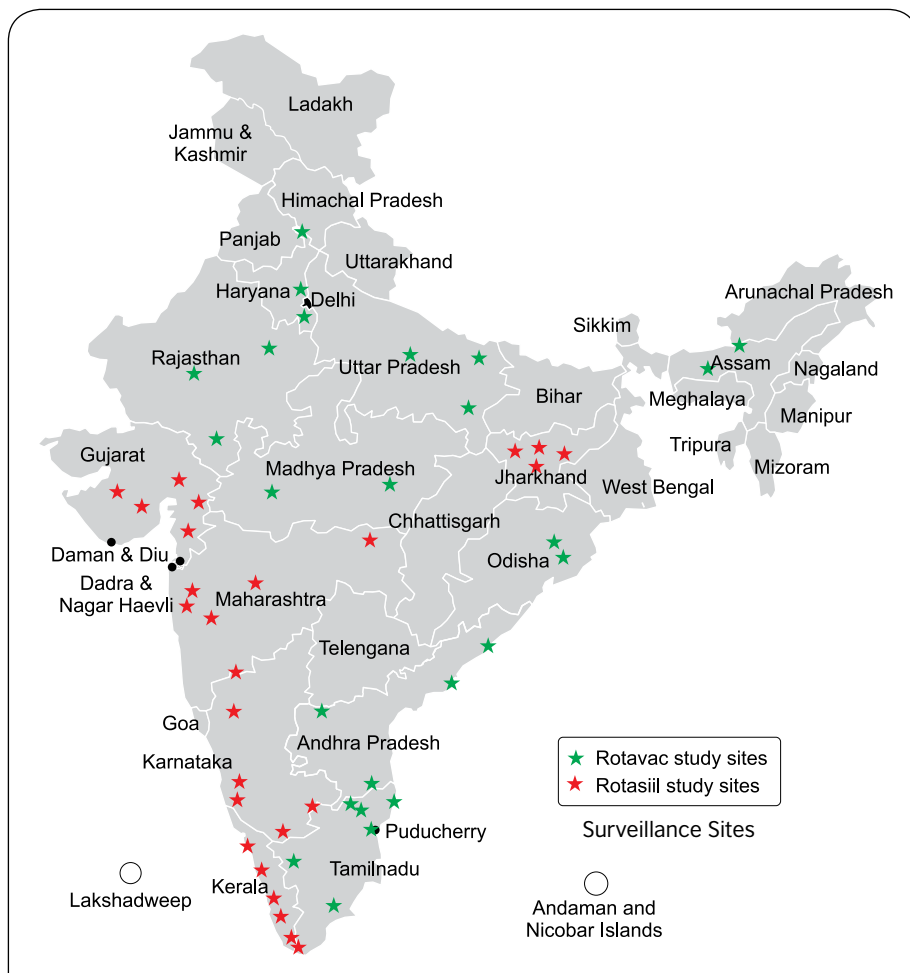 Ladakh
Jammu &
Kashmir
Himachal Pradesh
Panjab
Uttarakhand
Haryana
Delhi
Arunachal Pradesh
Sikkim
Rajasthan
Uttar Pradesh
Assam
Nagaland
Bihar
Meghalaya
Manipur
Gujarat
Tripura
Madhya Pradesh
Mizoram
Jharkhand
West Bengal
Chhattisgarh
Daman & Diu
Odisha
Dadra &
Nagar Haevli
Maharashtra
Telengana
Goa
Andhra Pradesh
Karnataka
Rotavac study sites
Rotasiil study sites
Surveillance Sites
Puducherry
Tamilnadu
Kerala
Lakshadweep
Andaman and
Nicobar Islands